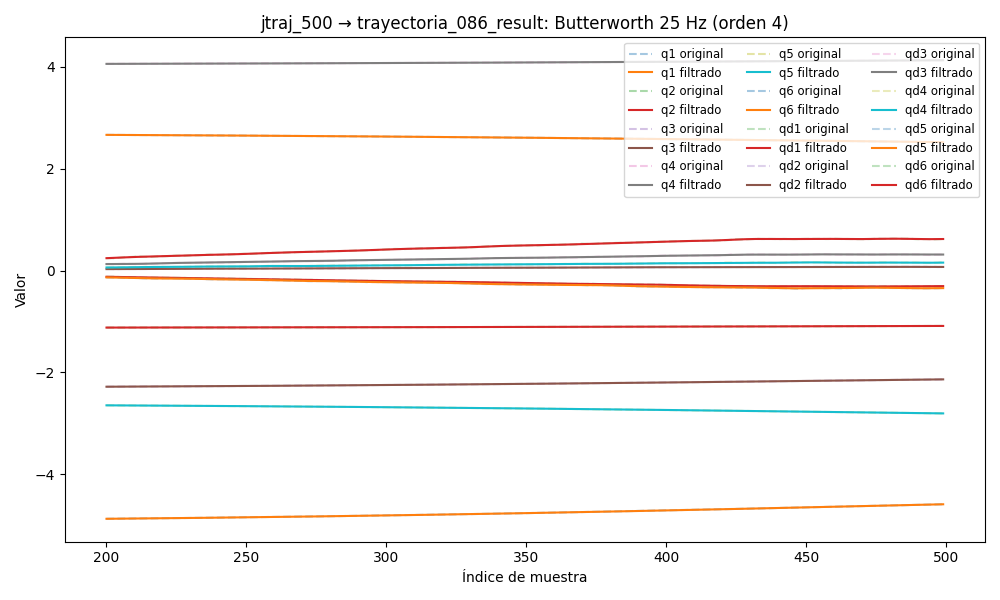 jtraj_500 → trayectoria_086_result: Butterworth 25 Hz (orden 4)
q1 original
q1 filtrado
q2 original
q2 filtrado
q3 original
q3 filtrado
q4 original
q4 filtrado
q5 original
q5 filtrado
q6 original
q6 filtrado
qd1 original
qd1 filtrado
qd2 original
qd2 filtrado
qd3 original
qd3 filtrado
qd4 original
qd4 filtrado
qd5 original
qd5 filtrado
qd6 original
qd6 filtrado
Valor
4
2
0
−2
−4
200
250
300
350
400
450
500
Índice de muestra